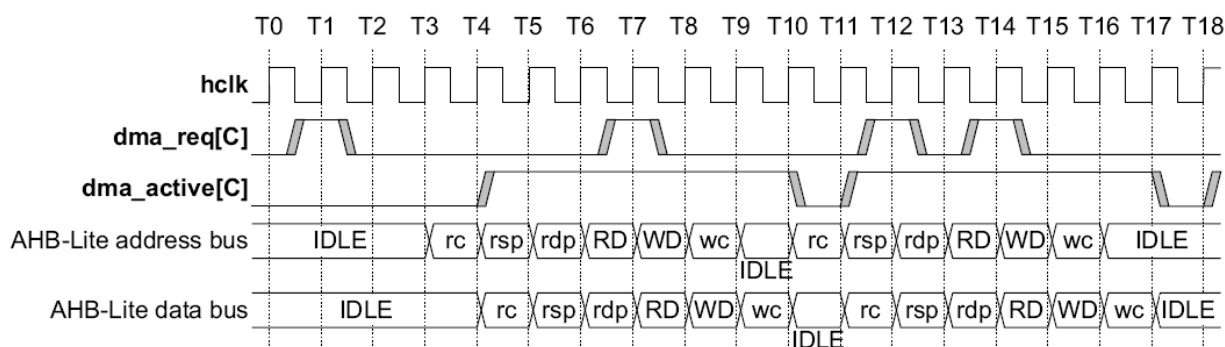 T0 T1 T2 T3 T4 T5 T6 T7 T8 T9 T10 T11 T12 T13 T14 T15 T16 T17 T18
hclk
dma_req[C]
dma_active[C]
AHB-Lite address bus IDLE rc rsp rdp RD WD wc IDLE rc rsp rdp RD WD wc IDLE
AHB-Lite data bus IDLE rc rsp rdp RD WD wc IDLE rc rsp rdp RD WD wc IDLE